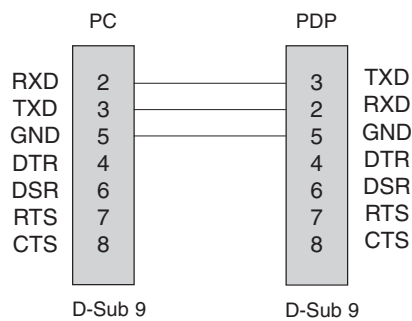 PC PDP
RXD 2 3 TXD
TXD 3 2 RXD
GND 5 5 GND
DTR 4 4 DTR
DSR 6 6 DSR
RTS 7 7 RTS
CTS 8 8 CTS
D-Sub 9 D-Sub 9